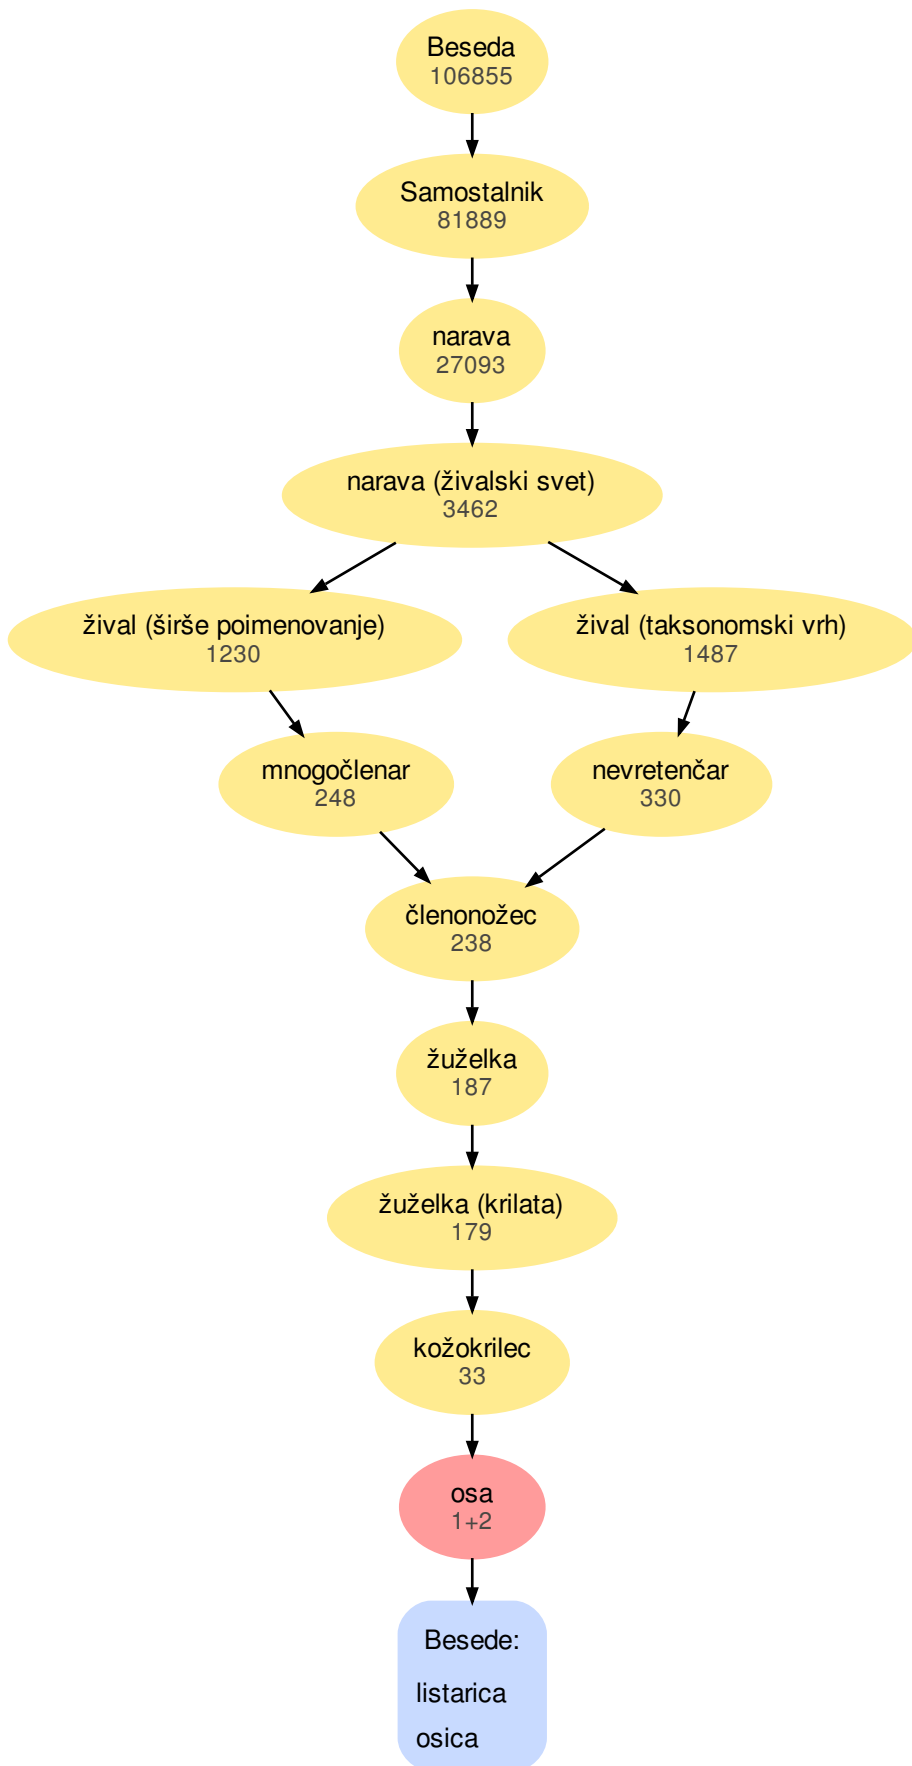 Beseda
106855
Samostalnik
81889
narava
27093
narava (živalski svet)
3462
žival (širše poimenovanje)
1230
žival (taksonomski vrh)
1487
mnogočlenar
248
nevretenčar
330
členonožec
238
žuželka
187
žuželka (krilata)
179
kožokrilec
33
osa
1+2
Besede:
listarica
osica